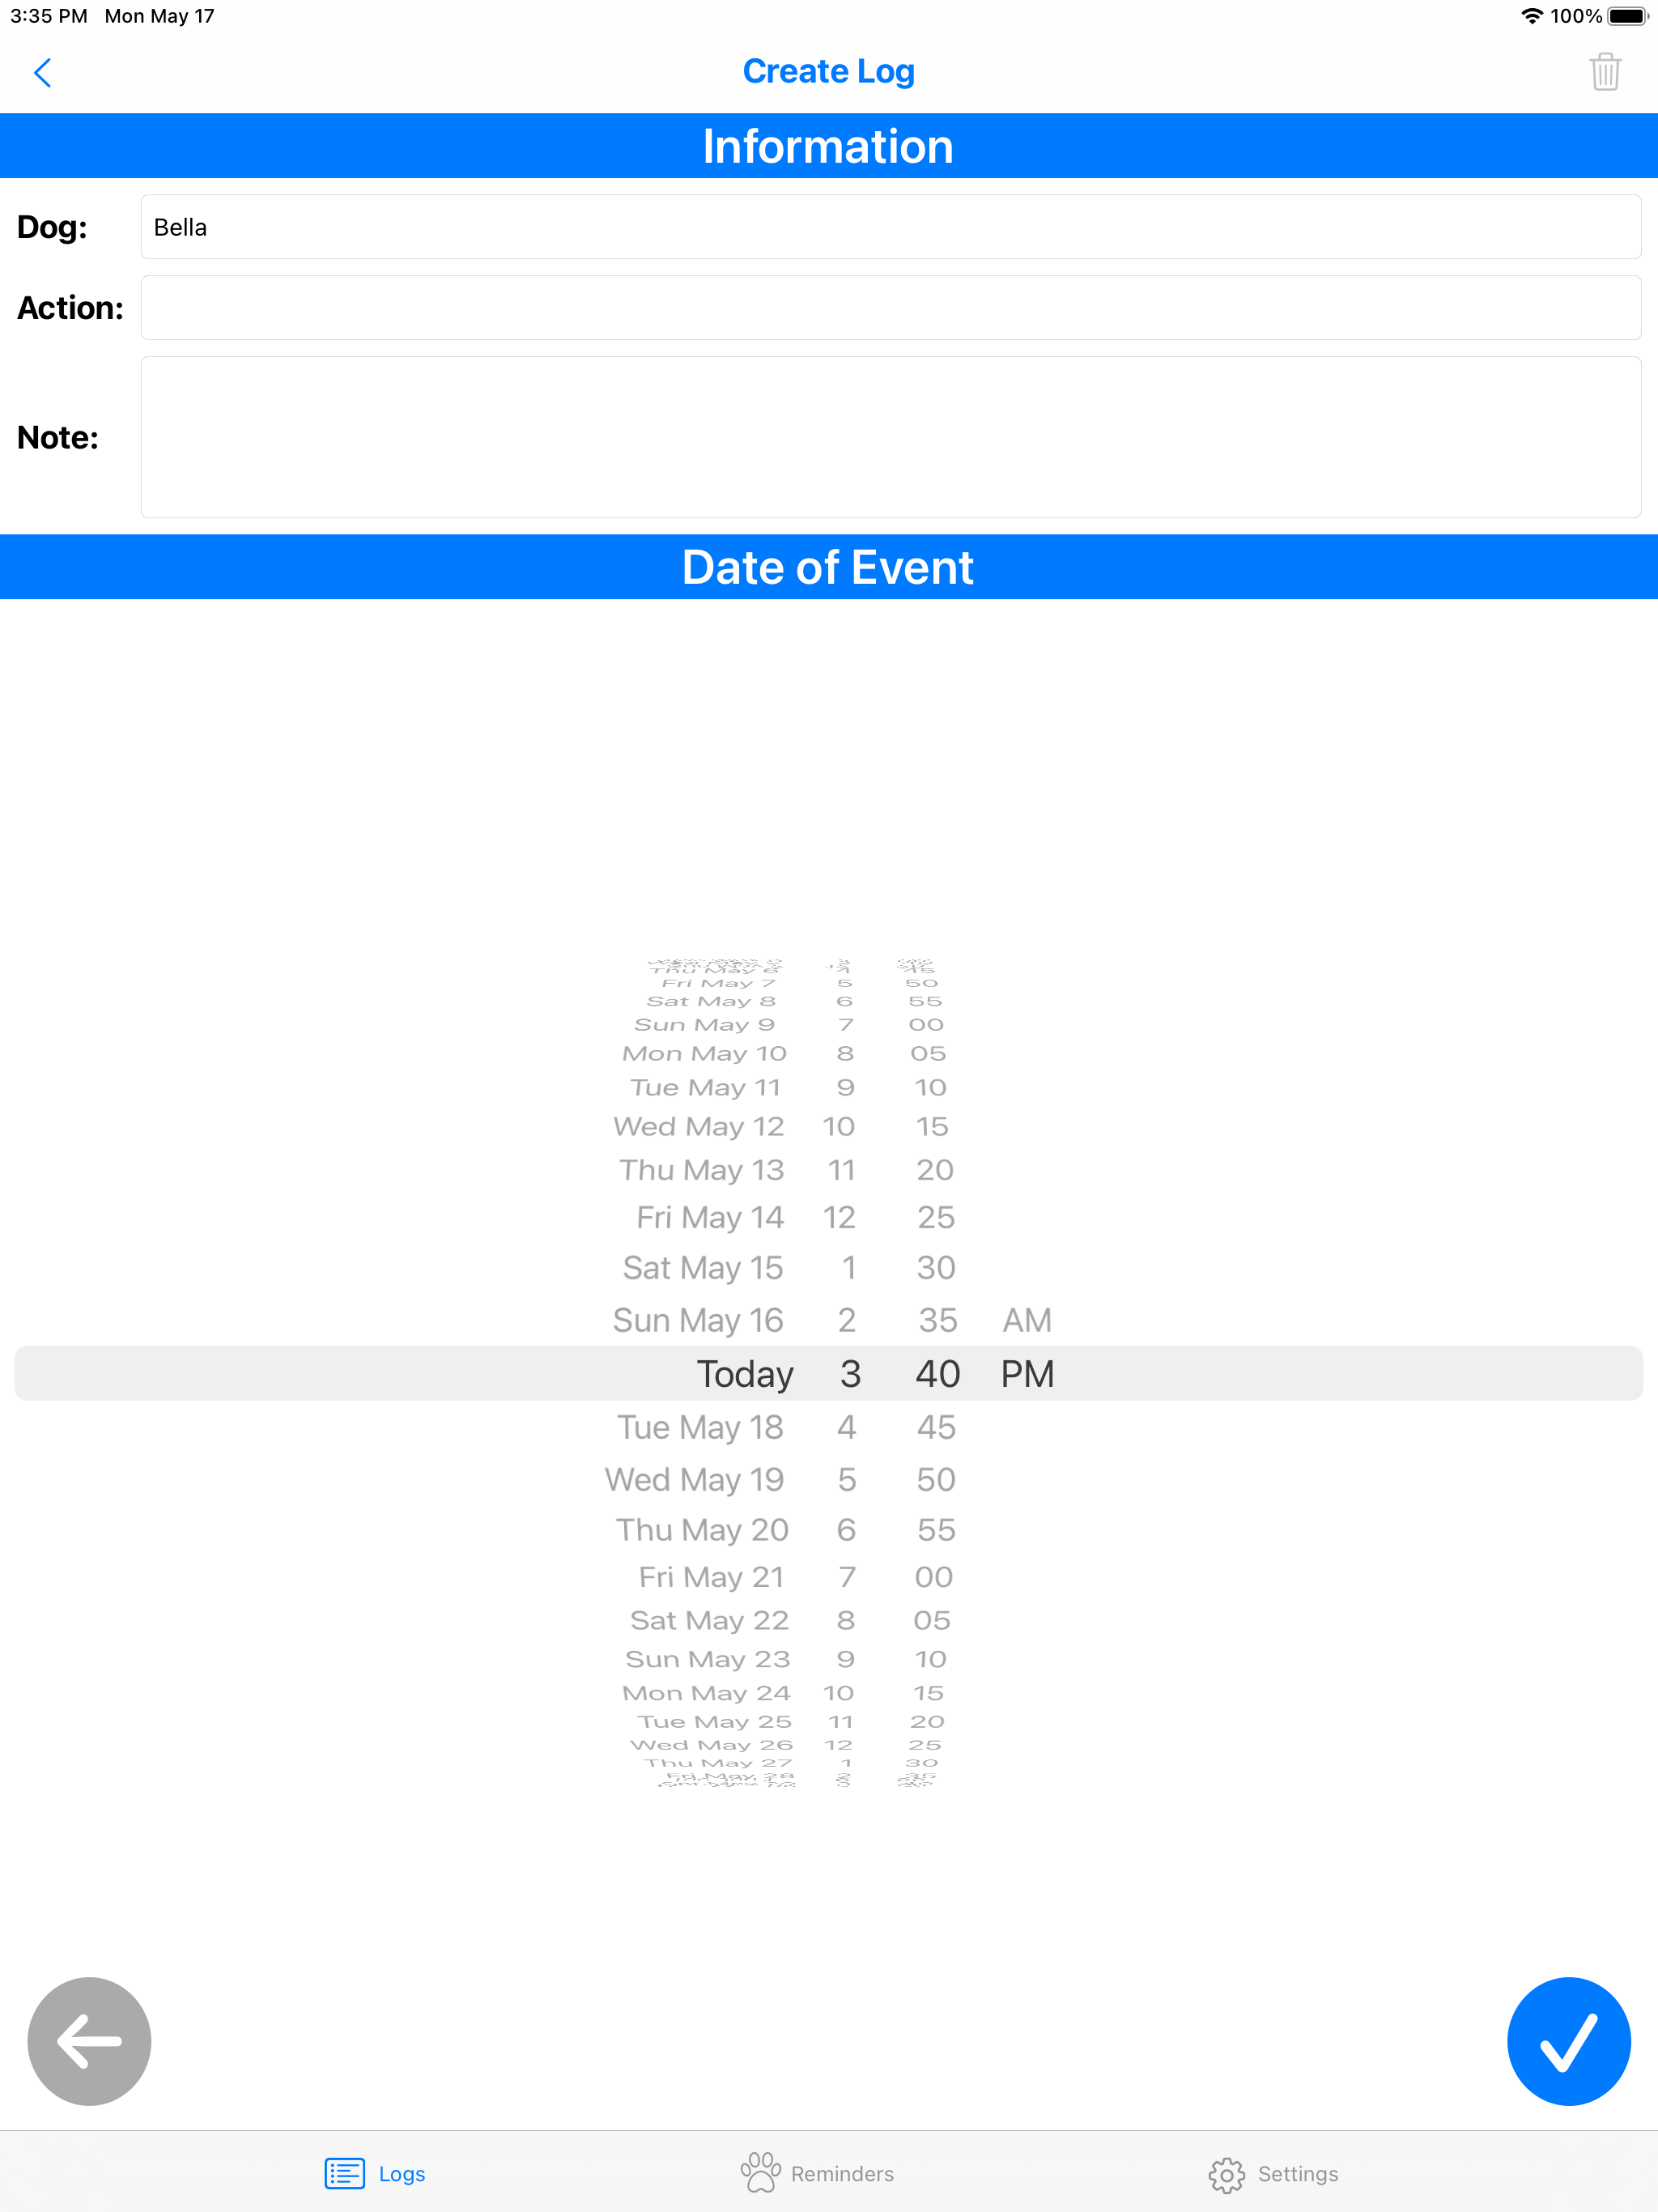 3:35 PM Mon May 17 100%
Create Log
Information
Dog: Bella
Action:
Note:
Date of Event
Thu May 6 4 45
Fri May 7 5 50
Sat May 8 6 55
Sun May 9 7 00
Mon May 10 8 05
Tue May 11 9 10
Wed May 12 10 15
Thu May 13 11 20
Fri May 14 12 25
Sat May 15 1 30
Sun May 16 2 35 AM
Today 3 40 PM
Tue May 18 4 45
Wed May 19 5 50
Thu May 20 6 55
Fri May 21 7 00
Sat May 22 8 05
Sun May 23 9 10
Mon May 24 10 15
Tue May 25 11 20
Wed May 26 12 25
Thu May 27 1 30
Fri May 28 2 35
Logs Reminders Settings